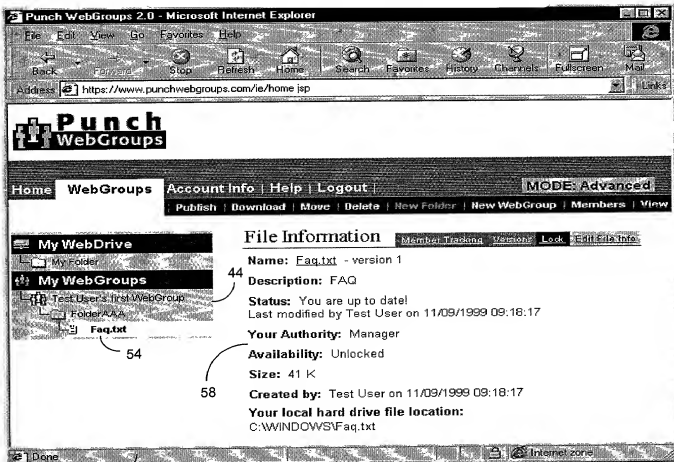 Punch WebGroups 2.0 - Microsoft Internet Explorer
File Edit View Go Favorites Help
Back Forward Stop Refresh Home Search Favorites History Channels Fullscreen Mail
Address https://www.punchwebgroups.com/ie/home jsp Links
Punch
WebGroups
Home WebGroups Account Info | Help | Logout | MODE: Advanced
Publish | Download | Move | Delete | New Folder | New WebGroup | Members | View
My WebDrive
My Folder
My WebGroups
Test User's first WebGroup
FolderAAA
Faq.txt
44
54
File Information Member Tracking Versions Lock Edit File Info
Name: Faq.txt - version 1
Description: FAQ
Status: You are up to date!
Last modified by Test User on 11/09/1999 09:18:17
Your Authority: Manager
Availability: Unlocked
58
Size: 41 K
Created by: Test User on 11/09/1999 09:18:17
Your local hard drive file location:
C:\WINDOWS\Faq.txt
Done Internet zone